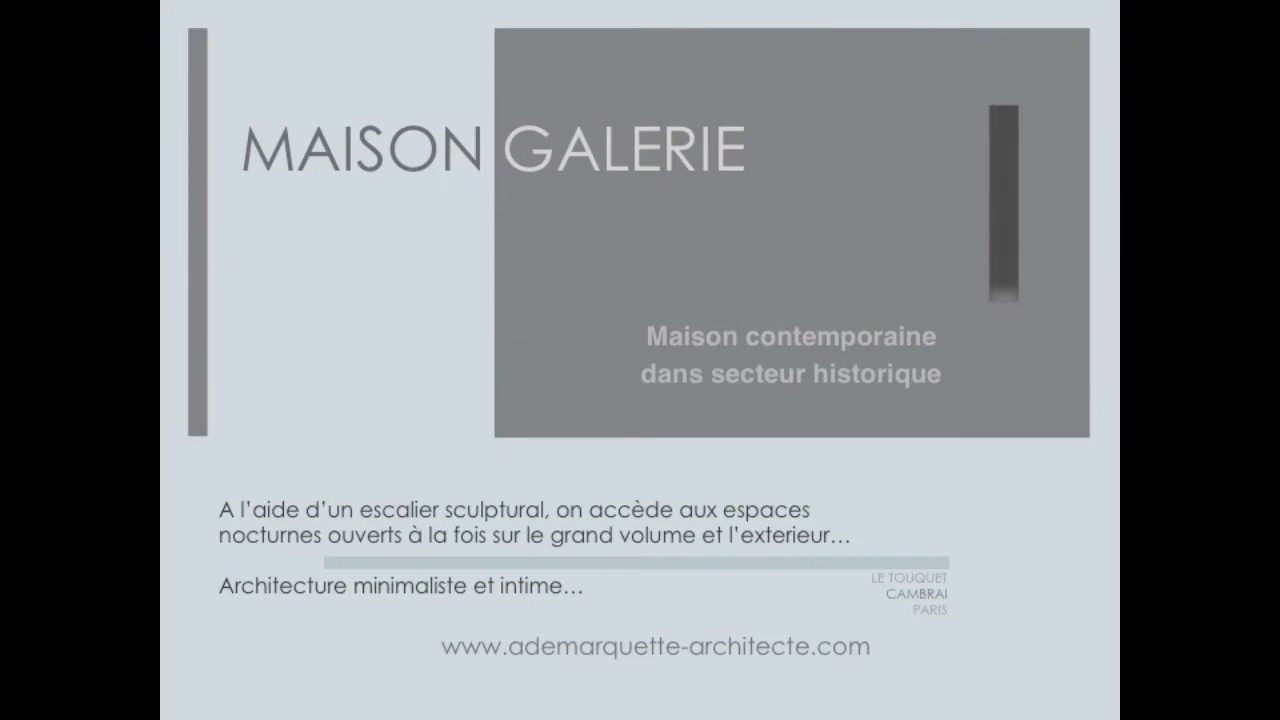 MAISON GALERIE
Maison contemporaine
dans secteur historique
A l’aide d’un escalier sculptural, on accède aux espaces
nocturnes ouverts à la fois sur le grand volume et l’exterieur…
Architecture minimaliste et intime…
LE TOUQUET
CAMBRAI
PARIS
www.ademarquette-architecte.com